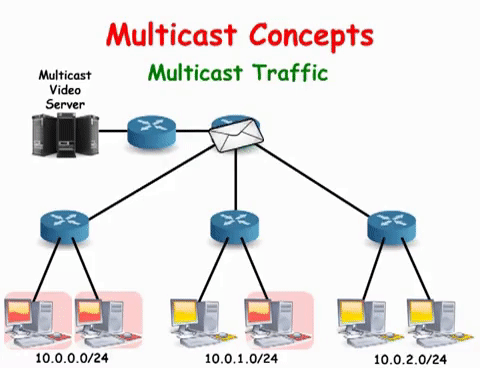 Multicast Concepts
Multicast Traffic
Multicast
Video
Server
10.0.0.0/24
10.0.1.0/24
10.0.2.0/24